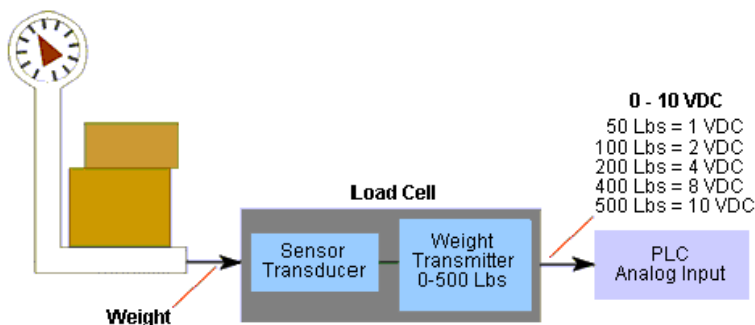 0 - 10 VDC
50 Lbs = 1 VDC
100 Lbs = 2 VDC
200 Lbs = 4 VDC
400 Lbs = 8 VDC
500 Lbs = 10 VDC
Load Cell
Sensor
Transducer
Weight
Transmitter
0-500 Lbs
PLC
Analog Input
Weight